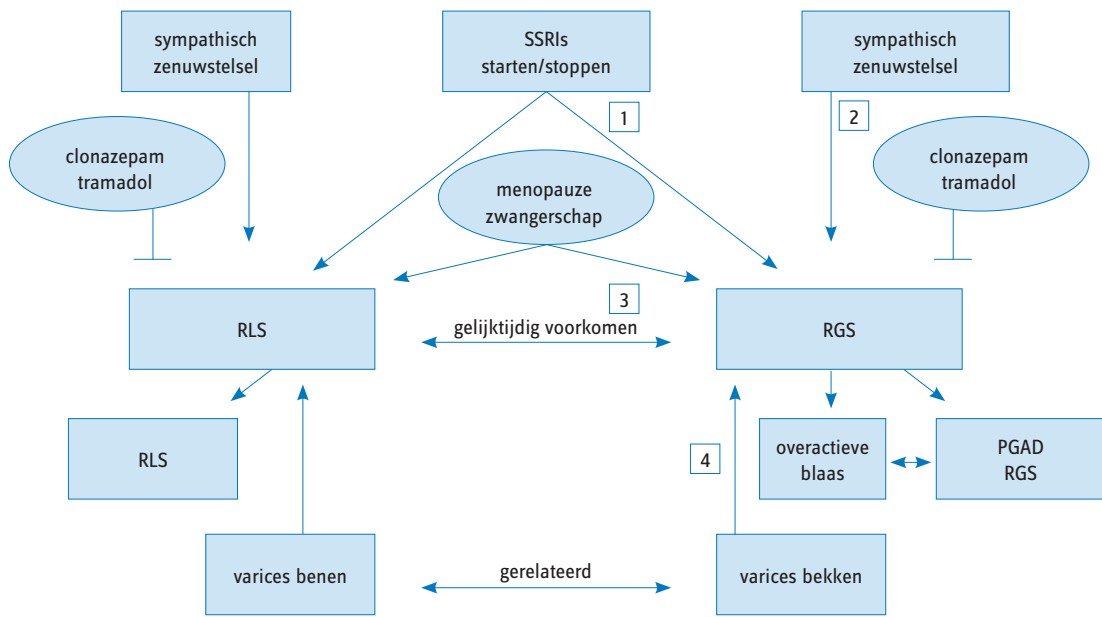 sympathisch
zenuwstelsel
SSRIs
starten/stoppen
sympathisch
zenuwstelsel
1
2
clonazepam
tramadol
menopauze
zwangerschap
clonazepam
tramadol
3
RLS
gelijktijdig voorkomen
RGS
RLS
4
overactieve
blaas
PGAD
RGS
varices benen
gerelateerd
varices bekken